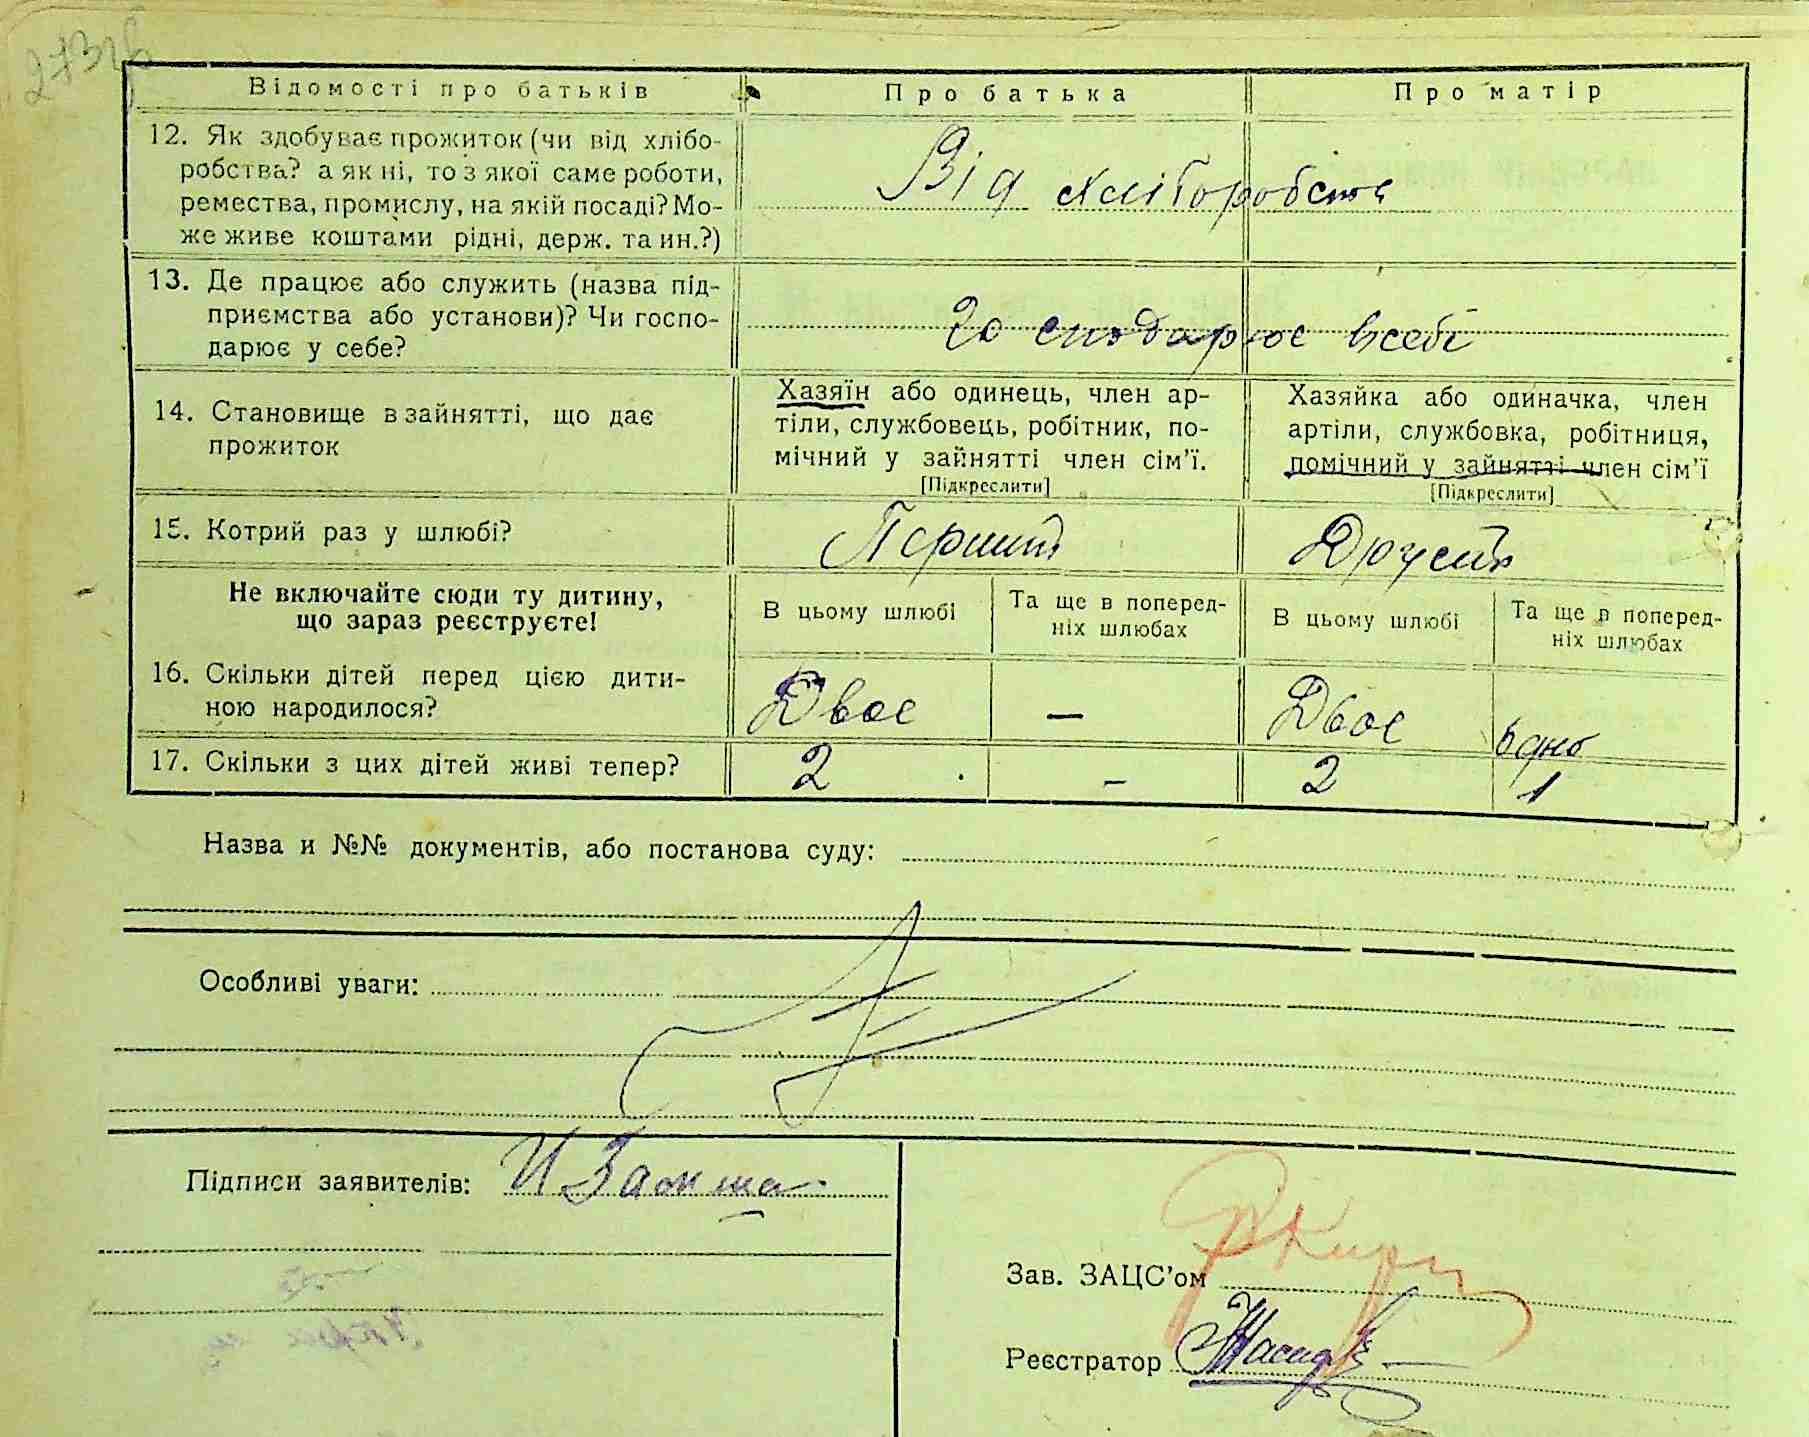 Відомості про батьків
Про батька
Про матір
12. Як здобуває прожиток (чи від хлібо-
робства? а як ні, то з якої саме роботи,
ремества, промислу, на якій посаді? Мо-
же живе коштами рідні, держ. та ин.?)
Від хліборобства
13. Де працює або служить (назва під-
приємства або установи)? Чи госпо-
дарює у себе?
Господарює в себе
14. Становище в зайнятті, що дає
прожиток
Хазяїн або одинець, член ар-
тіли, службовець, робітник, по-
мічний у зайнятті член сім'ї.
[Підкреслити]
Хазяйка або одиначка, член
артіли, службовка, робітниця,
помічний у зайнятті член сім'ї
[Підкреслити]
15. Котрий раз у шлюбі?
Перший
Другий
Не включайте сюди ту дитину,
що зараз реєструєте!
В цьому шлюбі
Та ще в поперед-
ніх шлюбах
В цьому шлюбі
Та ще в поперед-
ніх шлюбах
16. Скільки дітей перед цією дити-
ною народилося?
Двоє
—
Двоє
одно
17. Скільки з цих дітей живі тепер?
2
-
2
1
Назва и №№ документів, або постанова суду:
Особливі уваги:
Підписи заявителів:
Зав. ЗАЦС'ом
Реєстратор